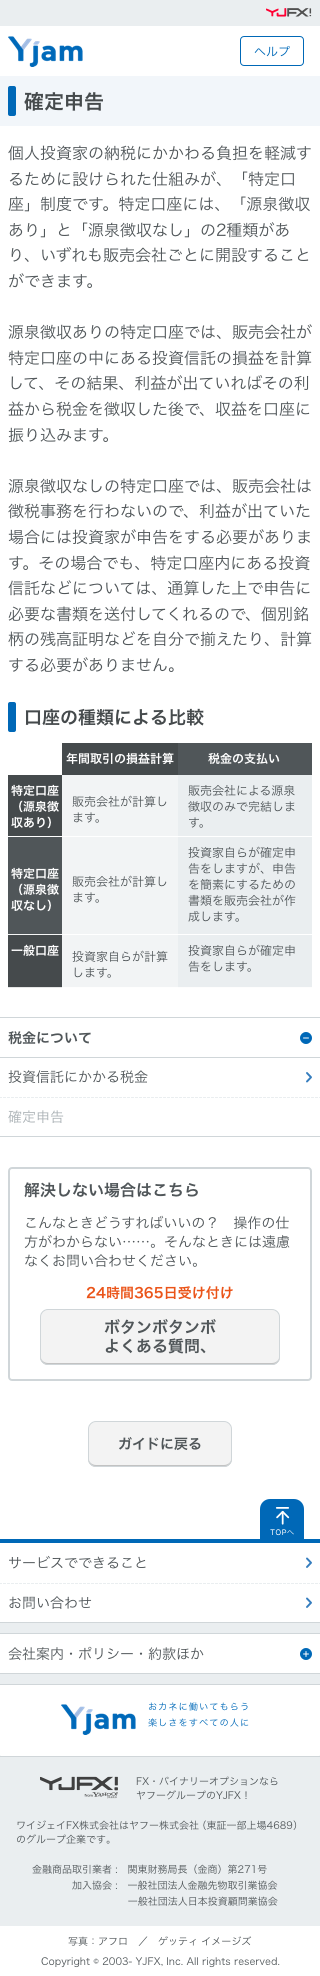 YJFX!
Yjam
ヘルプ
確定申告
個人投資家の納税にかかわる負担を軽減す
るために設けられた仕組みが、「特定口
座」制度です。特定口座には、「源泉徴収
あり」と「源泉徴収なし」の2種類があ
り、いずれも販売会社ごとに開設すること
ができます。
源泉徴収ありの特定口座では、販売会社が
特定口座の中にある投資信託の損益を計算
して、その結果、利益が出ていればその利
益から税金を徴収した後で、収益を口座に
振り込みます。
源泉徴収なしの特定口座では、販売会社は
徴税事務を行わないので、利益が出ていた
場合には投資家が申告をする必要がありま
す。その場合でも、特定口座内にある投資
信託などについては、通算した上で申告に
必要な書類を送付してくれるので、個別銘
柄の残高証明などを自分で揃えたり、計算
する必要がありません。
口座の種類による比較
年間取引の損益計算 税金の支払い
特定口座
（源泉徴
収あり）
販売会社が計算し
ます。
販売会社による源泉
徴収のみで完結しま
す。
特定口座
（源泉徴
収なし）
販売会社が計算し
ます。
投資家自らが確定申
告をしますが、申告
を簡素にするための
書類を販売会社が作
成します。
一般口座
投資家自らが計算
します。
投資家自らが確定申
告をします。
税金について
投資信託にかかる税金
確定申告
解決しない場合はこちら
こんなときどうすればいいの？　操作の仕
方がわからない……。そんなときには遠慮
なくお問い合わせください。
24時間365日受け付け
ボタンボタンボ
よくある質問、
ガイドに戻る
TOPへ
サービスでできること
お問い合わせ
会社案内・ポリシー・約款ほか
Yjam
おカネに働いてもらう
楽しさをすべての人に
YJFX!
from Yahoo!
FX・バイナリーオプションなら
ヤフーグループのYJFX！
ワイジェイFX株式会社はヤフー株式会社 (東証一部上場4689)
のグループ企業です。
金融商品取引業者： 関東財務局長（金商）第271号
加入協会： 一般社団法人金融先物取引業協会
一般社団法人日本投資顧問業協会
写真：アフロ　／　ゲッティ イメージズ
Copyright © 2003- YJFX, Inc. All rights reserved.